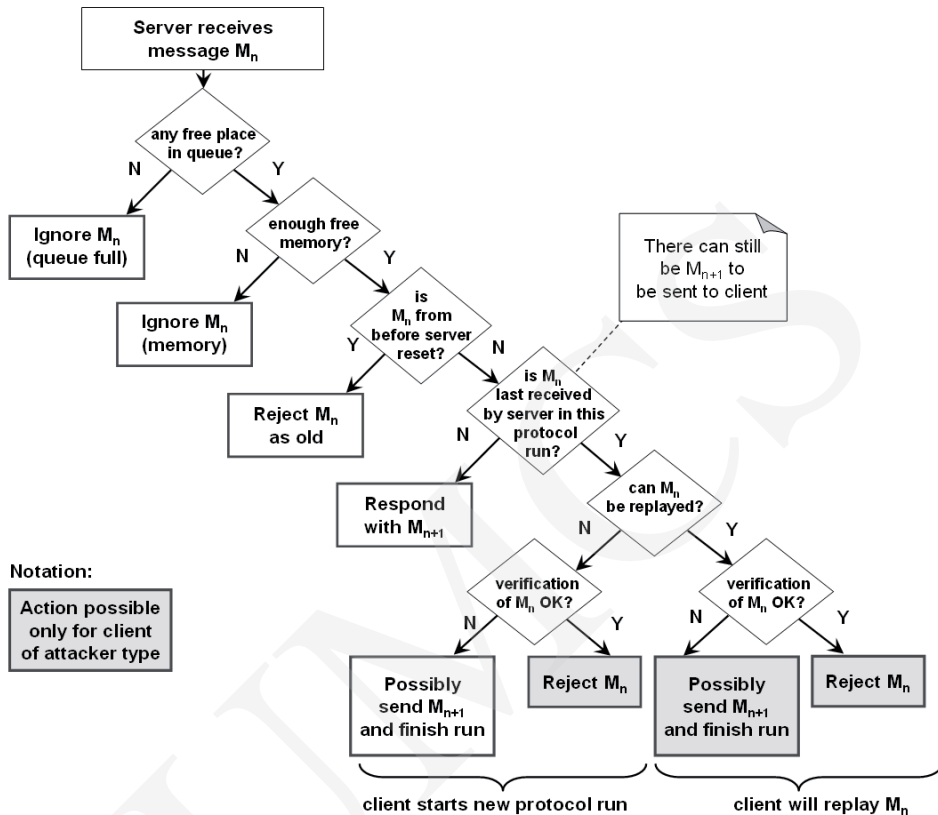 Server receives
message Mn
any free place
in queue?
N
Y
Ignore Mn
(queue full)
enough free
memory?
N
Y
Ignore Mn
(memory)
There can still
be Mn+1 to
be sent to client
is
Mn from
before server
reset?
Y
N
Reject Mn
as old
is Mn
last received
by server in this
protocol
run?
N
Y
Respond
with Mn+1
can Mn
be replayed?
N
Y
Notation:
Action possible
only for client
of attacker type
verification
of Mn OK?
N
Y
verification
of Mn OK?
N
Y
Possibly
send Mn+1
and finish run
Reject Mn
Possibly
send Mn+1
and finish run
Reject Mn
client starts new protocol run
client will replay Mn
UMCS